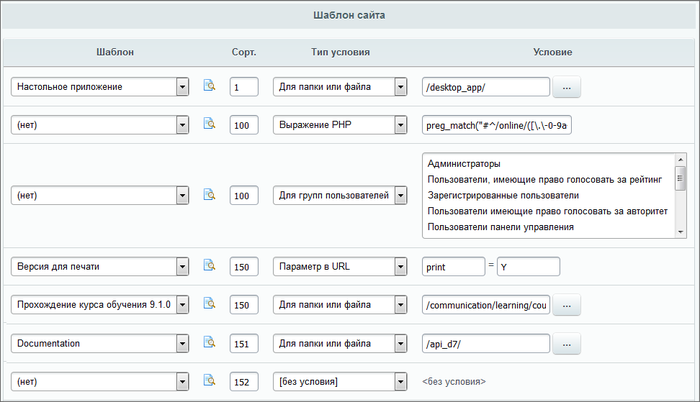 Шаблон сайта
Шаблон Сорт. Тип условия Условие
Настольное приложение 1 Для папки или файла /desktop_app/ ...
(нет) 100 Выражение PHP preg_match("#^/online/([\.\-0-9a
(нет) 100 Для групп пользователей
Администраторы
Пользователи, имеющие право голосовать за рейтинг
Зарегистрированные пользователи
Пользователи имеющие право голосовать за авторитет
Пользователи панели управления
Версия для печати 150 Параметр в URL print = Y
Прохождение курса обучения 9.1.0 150 Для папки или файла /communication/learning/cou ...
Documentation 151 Для папки или файла /api_d7/ ...
(нет) 152 [без условия] <без условия>